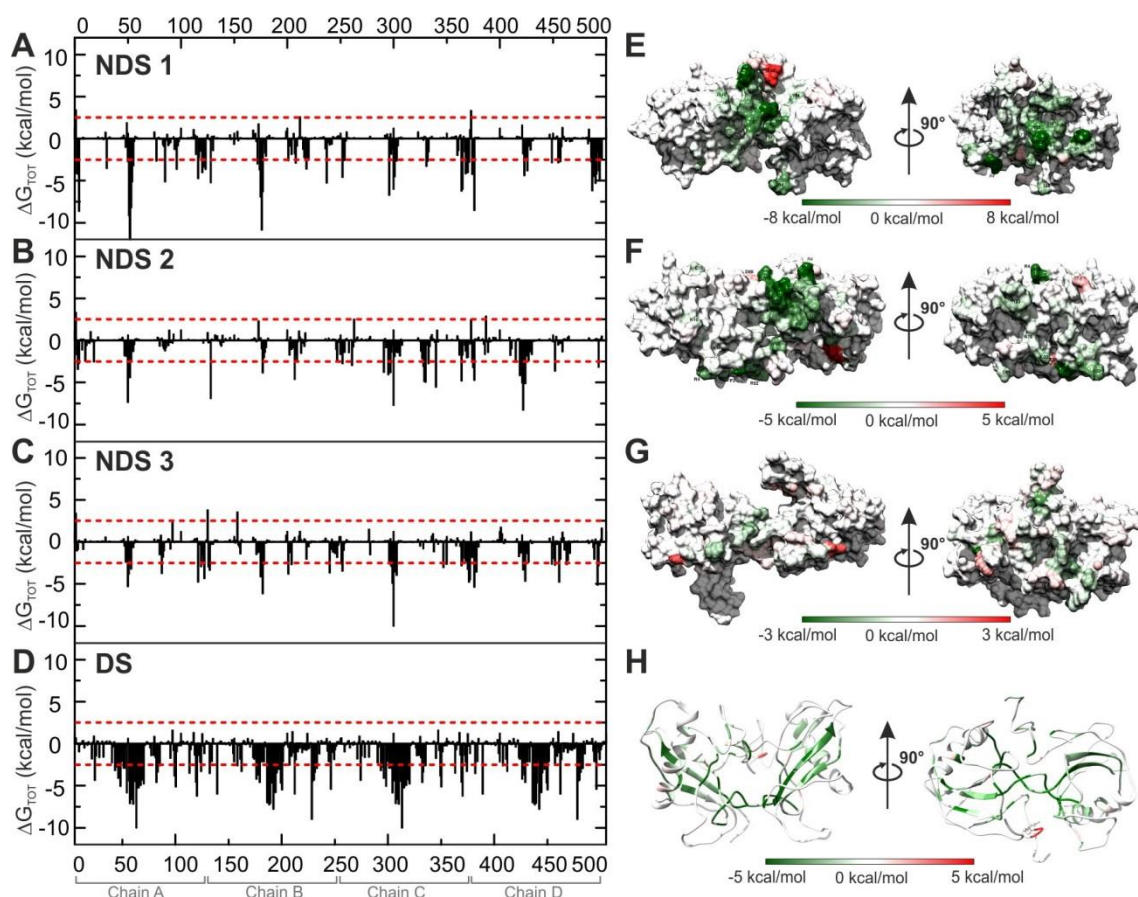 0 50 100 150 200 250 300 350 400 450 500
A
NDS 1
10
5
0
-5
-10
ΔG_TOT (kcal/mol)
B
NDS 2
10
5
0
-5
-10
ΔG_TOT (kcal/mol)
C
NDS 3
10
5
0
-5
-10
ΔG_TOT (kcal/mol)
D
DS
10
5
0
-5
-10
ΔG_TOT (kcal/mol)
0 50 100 150 200 250 300 350 400 450 500
Chain A Chain B Chain C Chain D
E
90°
-8 kcal/mol 0 kcal/mol 8 kcal/mol
F
90°
-5 kcal/mol 0 kcal/mol 5 kcal/mol
G
90°
-3 kcal/mol 0 kcal/mol 3 kcal/mol
H
90°
-5 kcal/mol 0 kcal/mol 5 kcal/mol